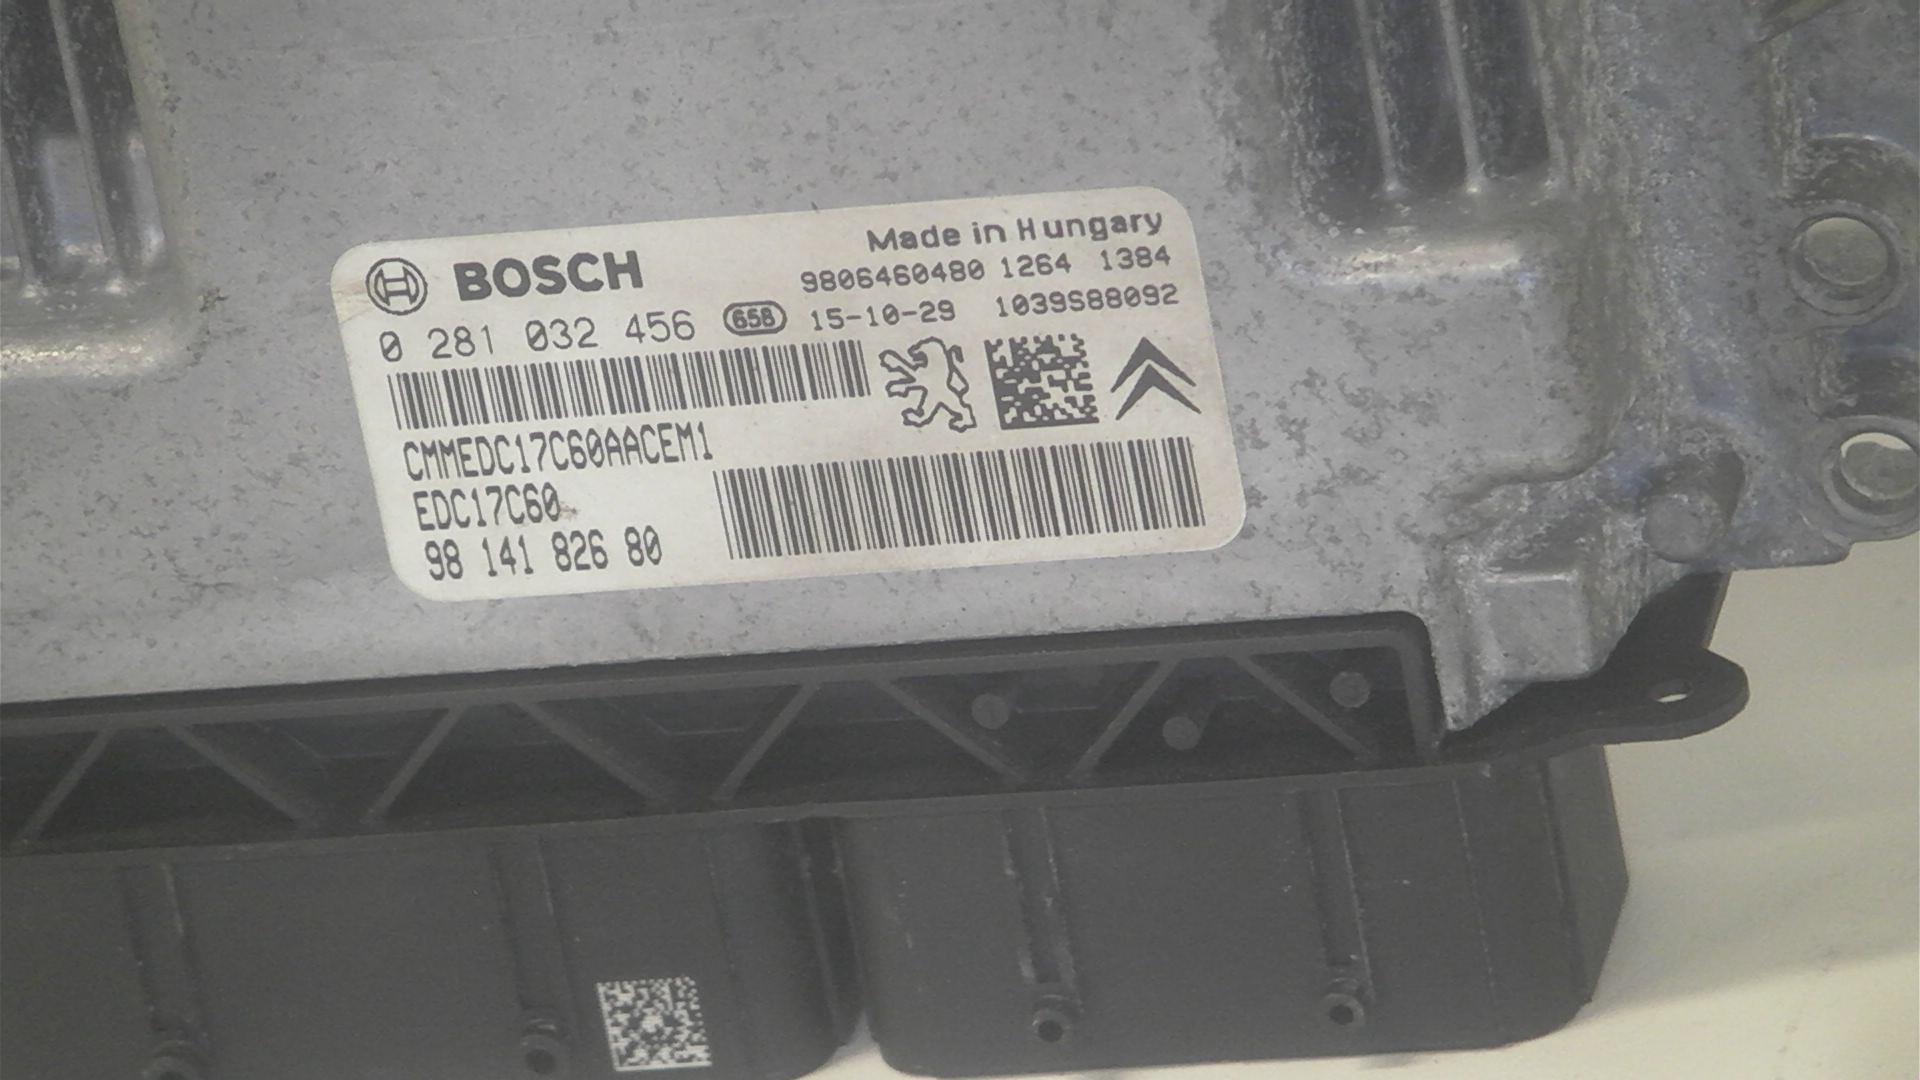 BOSCH
Made in Hungary
9806460480 1264 1384
0 281 032 456 658 15-10-29 1039S88092
CMMEDC17C60AACEM1
EDC17C60
98 141 826 80